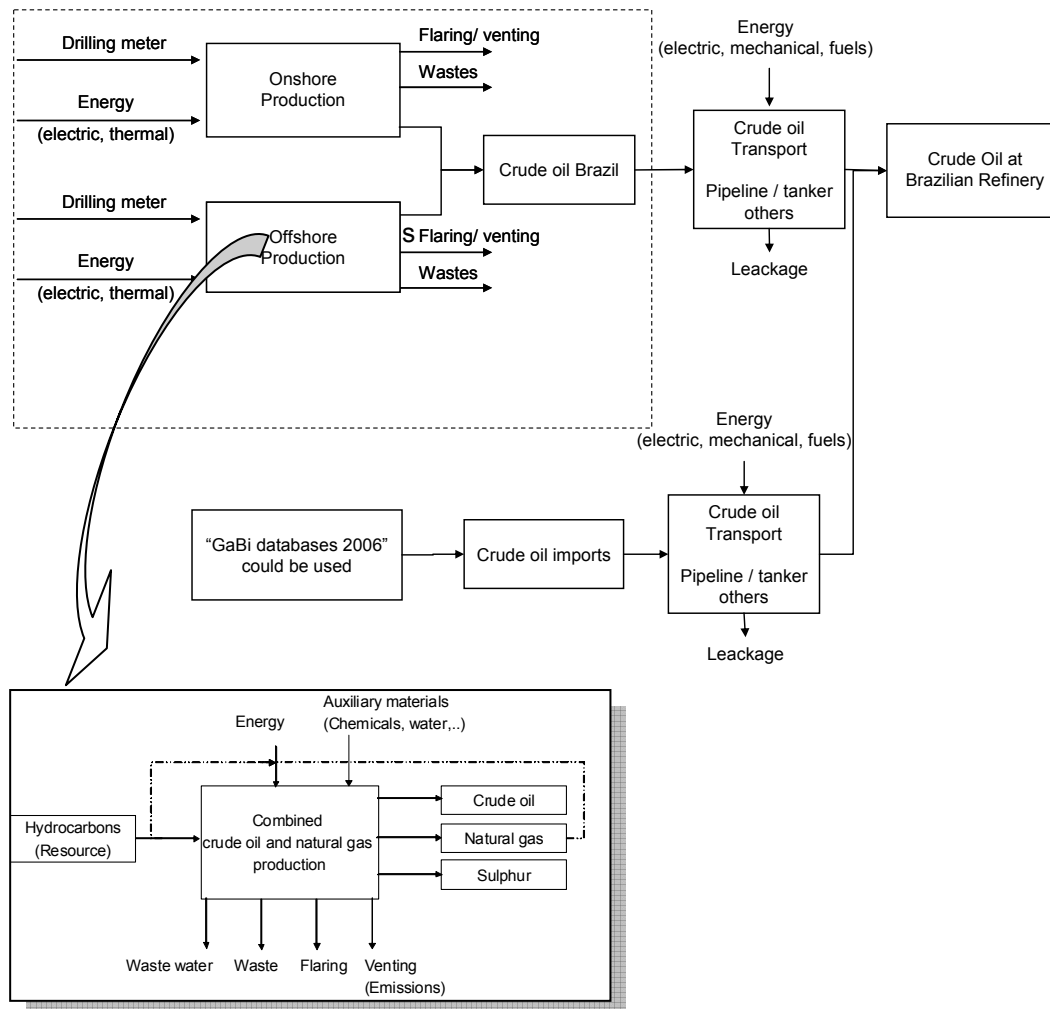 Drilling meter
Energy
(electric, thermal)
Onshore
Production
Flaring/ venting
Wastes
Drilling meter
Energy
(electric, thermal)
Offshore
Production
S Flaring/ venting
Wastes
Crude oil Brazil
Energy
(electric, mechanical, fuels)
Crude oil
Transport
Pipeline / tanker
others
Leackage
Crude Oil at
Brazilian Refinery
“GaBi databases 2006”
could be used
Crude oil imports
Energy
(electric, mechanical, fuels)
Crude oil
Transport
Pipeline / tanker
others
Leackage
Energy
Auxiliary materials
(Chemicals, water,..)
Hydrocarbons
(Resource)
Combined
crude oil and natural gas
production
Crude oil
Natural gas
Sulphur
Waste water
Waste
Flaring
Venting
(Emissions)